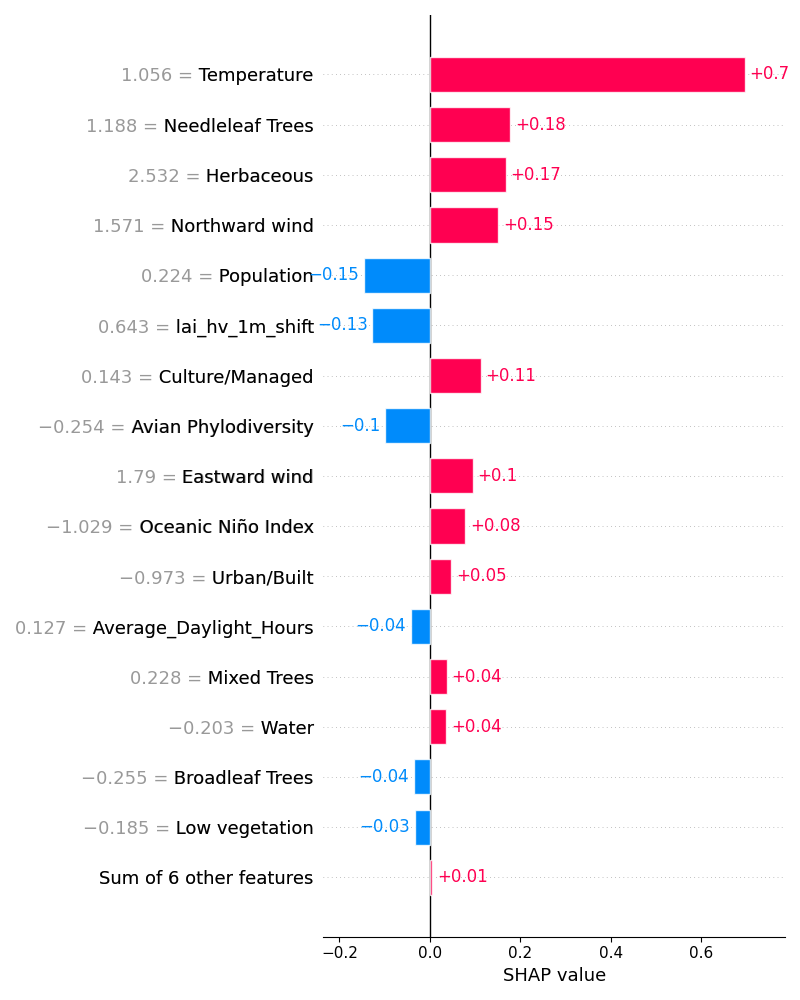 1.056 = Temperature +0.7
1.188 = Needleleaf Trees +0.18
2.532 = Herbaceous +0.17
1.571 = Northward wind +0.15
0.224 = Population −0.15
0.643 = lai_hv_1m_shift −0.13
0.143 = Culture/Managed +0.11
−0.254 = Avian Phylodiversity −0.1
1.79 = Eastward wind +0.1
−1.029 = Oceanic Niño Index +0.08
−0.973 = Urban/Built +0.05
0.127 = Average_Daylight_Hours −0.04
0.228 = Mixed Trees +0.04
−0.203 = Water +0.04
−0.255 = Broadleaf Trees −0.04
−0.185 = Low vegetation −0.03
Sum of 6 other features +0.01
−0.2 0.0 0.2 0.4 0.6
SHAP value